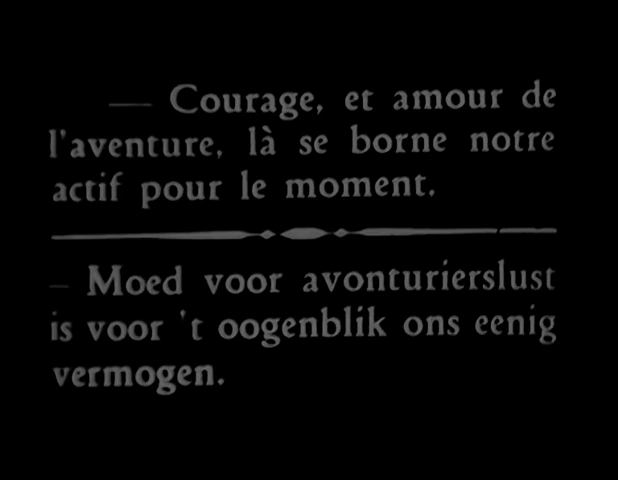 — Courage, et amour de
l'aventure, là se borne notre
actif pour le moment.
– Moed voor avonturierslust
is voor 't oogenblik ons eenig
vermogen.